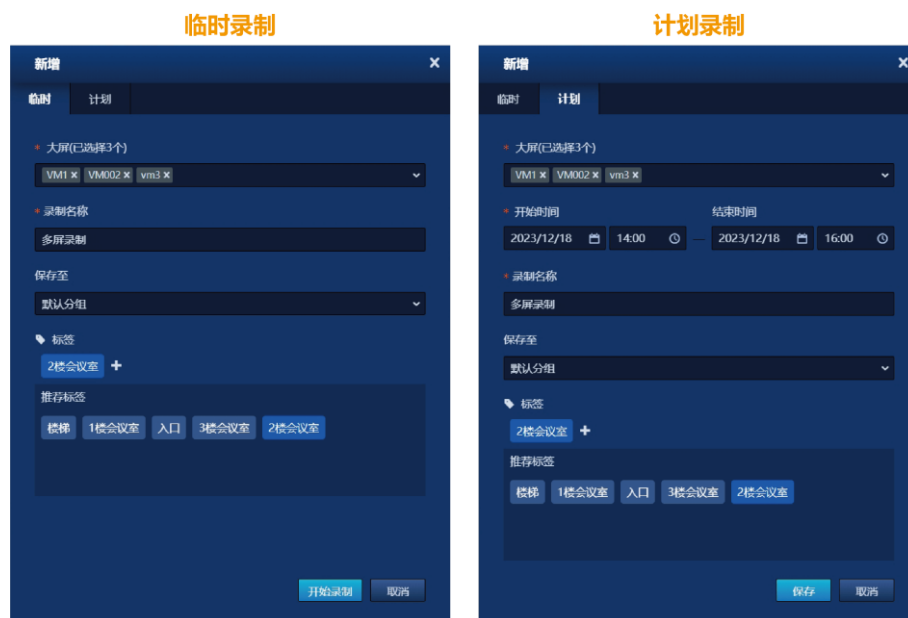 临时录制
新增
临时 计划
* 大屏(已选择3个)
VM1 × VM002 × vm3 ×
* 录制名称
多屏录制
保存至
默认分组
标签
2楼会议室 +
推荐标签
楼梯 1楼会议室 入口 3楼会议室 2楼会议室
开始录制 取消
计划录制
新增
临时 计划
* 大屏(已选择3个)
VM1 × VM002 × vm3 ×
* 开始时间 结束时间
2023/12/18 14:00 — 2023/12/18 16:00
* 录制名称
多屏录制
保存至
默认分组
标签
2楼会议室 +
推荐标签
楼梯 1楼会议室 入口 3楼会议室 2楼会议室
保存 取消